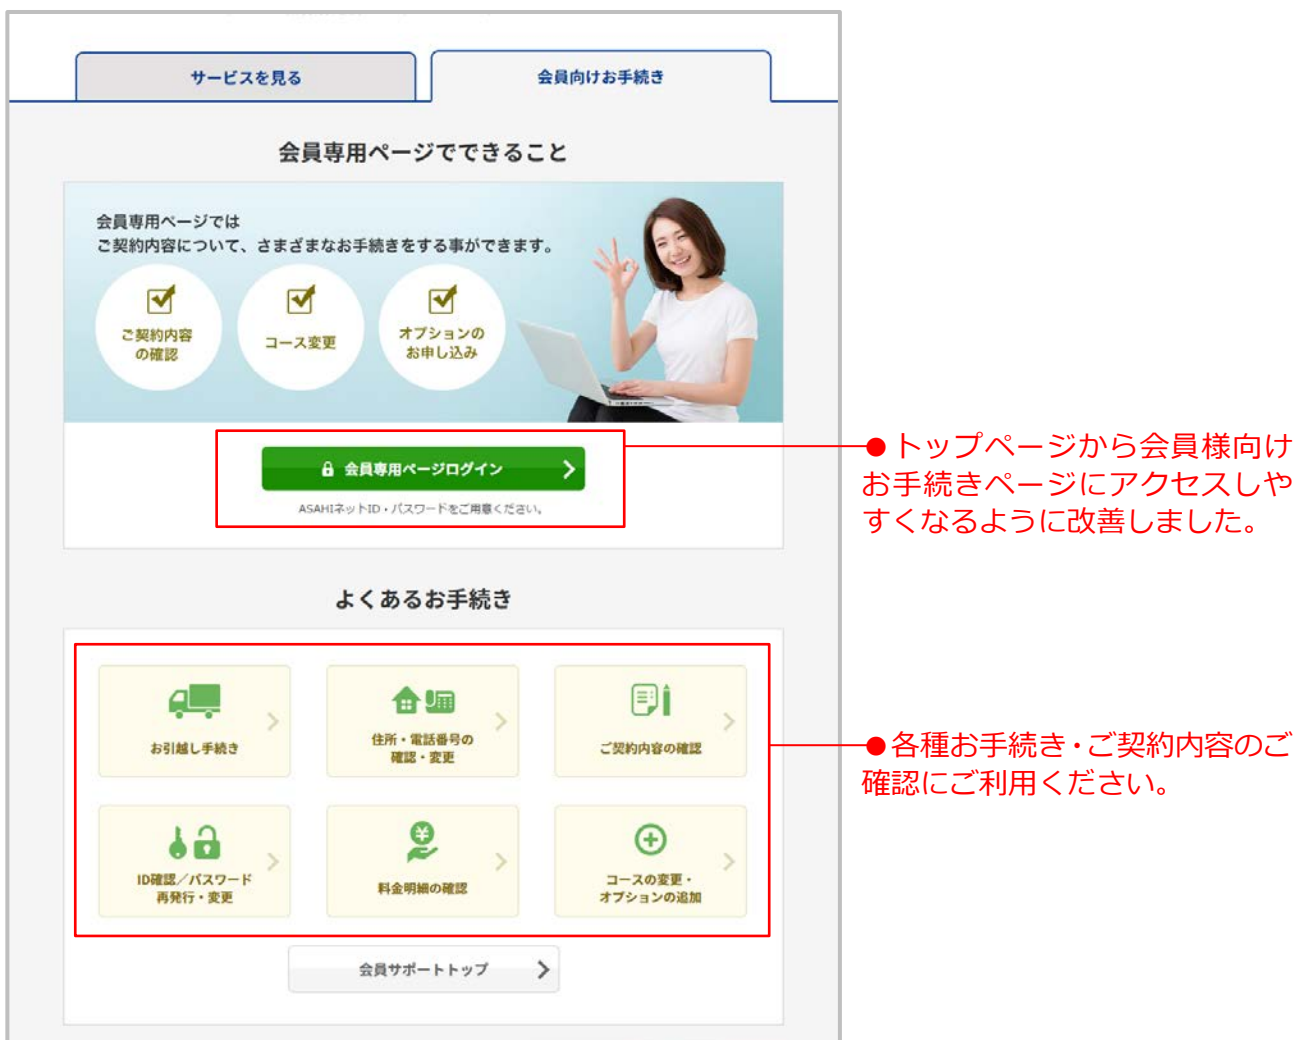 サービスを見る
会員向けお手続き
会員専用ページでできること
会員専用ページでは
ご契約内容について、さまざまなお手続きをする事ができます。
ご契約内容
の確認
コース変更
オプションの
お申し込み
会員専用ページログイン
ASAHIネットID・パスワードをご用意ください。
●トップページから会員様向け
お手続きページにアクセスしや
すくなるように改善しました。
よくあるお手続き
お引越し手続き
住所・電話番号の
確認・変更
ご契約内容の確認
●各種お手続き・ご契約内容のご
確認にご利用ください。
ID確認／パスワード
再発行・変更
料金明細の確認
コースの変更・
オプションの追加
会員サポートトップ